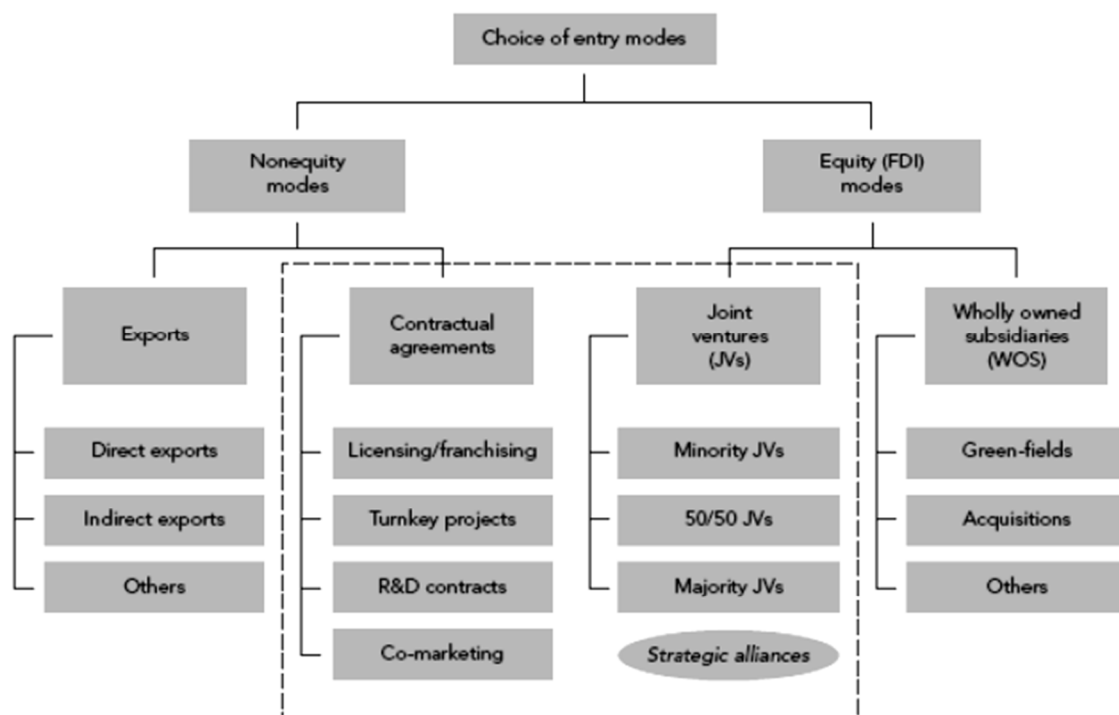 Choice of entry modes
Nonequity
modes
Equity (FDI)
modes
Exports
Contractual
agreements
Joint
ventures
(JVs)
Wholly owned
subsidiaries
(WOS)
Direct exports
Licensing/franchising
Minority JVs
Green-fields
Indirect exports
Turnkey projects
50/50 JVs
Acquisitions
Others
R&D contracts
Majority JVs
Others
Co-marketing
Strategic alliances